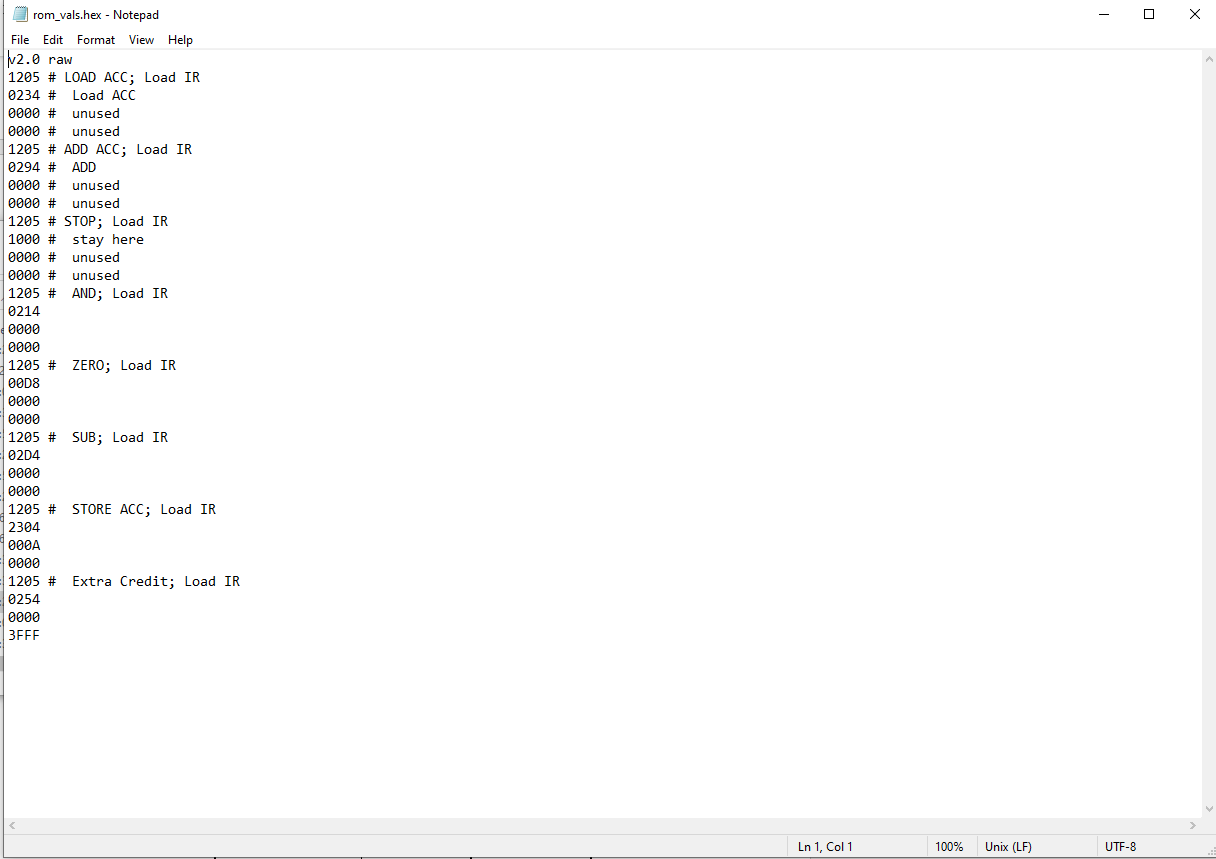 rom_vals.hex - Notepad
File Edit Format View Help
v2.0 raw
1205 # LOAD ACC; Load IR
0234 #  Load ACC
0000 #  unused
0000 #  unused
1205 # ADD ACC; Load IR
0294 #  ADD
0000 #  unused
0000 #  unused
1205 # STOP; Load IR
1000 #  stay here
0000 #  unused
0000 #  unused
1205 #  AND; Load IR
0214
0000
0000
1205 #  ZERO; Load IR
00D8
0000
0000
1205 #  SUB; Load IR
02D4
0000
0000
1205 #  STORE ACC; Load IR
2304
000A
0000
1205 #  Extra Credit; Load IR
0254
0000
3FFF
Ln 1, Col 1 100% Unix (LF) UTF-8